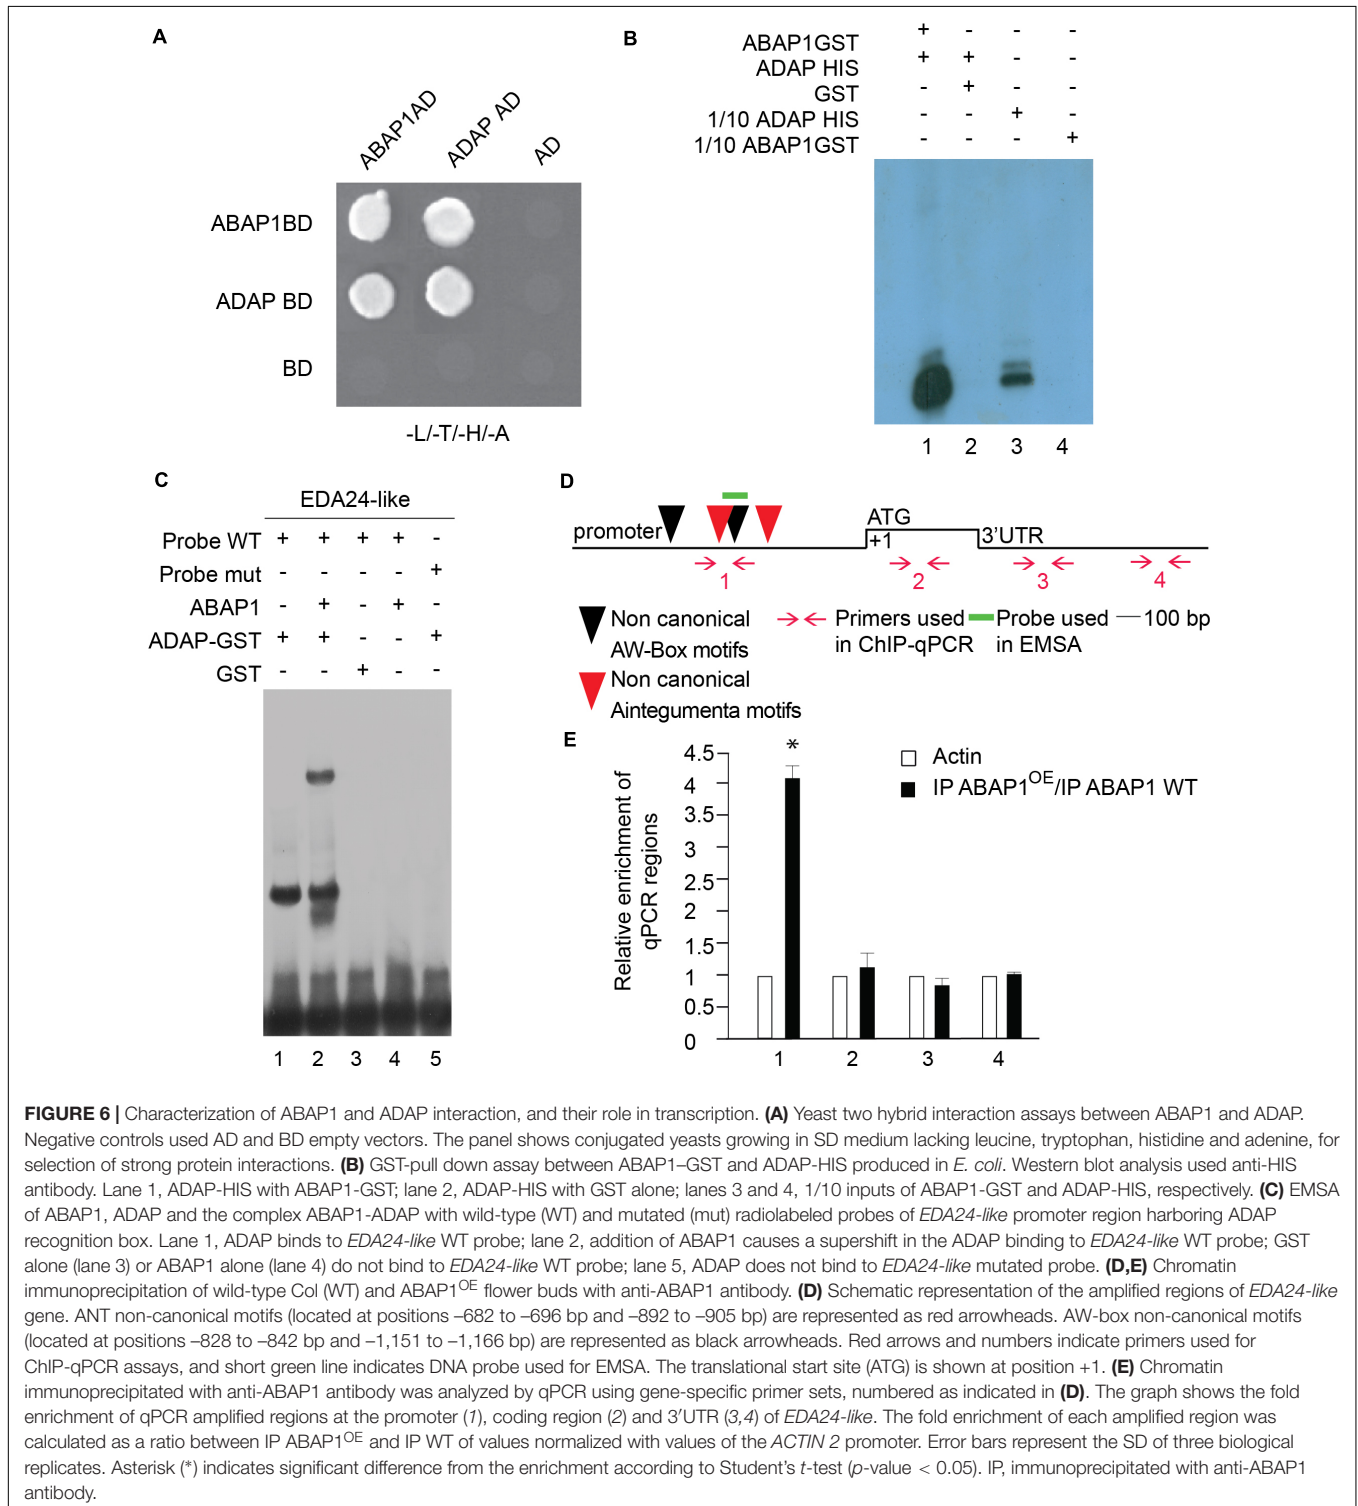 A
ABAP1AD
ADAP AD
AD
ABAP1BD
ADAP BD
BD
-L/-T/-H/-A
B
ABAP1GST + - - -
ADAP HIS + + - -
GST - + - -
1/10 ADAP HIS - - + -
1/10 ABAP1GST - - - +
1 2 3 4
C
EDA24-like
Probe WT + + + + -
Probe mut - - - - +
ABAP1 - + - + -
ADAP-GST + + - - +
GST - - + - -
1 2 3 4 5
D
promoter
ATG
+1
3'UTR
1 2 3 4
Non canonical
AW-Box motifs
Primers used
in ChIP-qPCR
Probe used
in EMSA
100 bp
Non canonical
Aintegumenta motifs
E
Relative enrichment of
qPCR regions
4.5
4
3.5
3
2.5
2
1.5
1
0.5
0
*
Actin
IP ABAP1OE/IP ABAP1 WT
1 2 3 4
FIGURE 6 | Characterization of ABAP1 and ADAP interaction, and their role in transcription. (A) Yeast two hybrid interaction assays between ABAP1 and ADAP.
Negative controls used AD and BD empty vectors. The panel shows conjugated yeasts growing in SD medium lacking leucine, tryptophan, histidine and adenine, for
selection of strong protein interactions. (B) GST-pull down assay between ABAP1–GST and ADAP-HIS produced in E. coli. Western blot analysis used anti-HIS
antibody. Lane 1, ADAP-HIS with ABAP1-GST; lane 2, ADAP-HIS with GST alone; lanes 3 and 4, 1/10 inputs of ABAP1-GST and ADAP-HIS, respectively. (C) EMSA
of ABAP1, ADAP and the complex ABAP1-ADAP with wild-type (WT) and mutated (mut) radiolabeled probes of EDA24-like promoter region harboring ADAP
recognition box. Lane 1, ADAP binds to EDA24-like WT probe; lane 2, addition of ABAP1 causes a supershift in the ADAP binding to EDA24-like WT probe; GST
alone (lane 3) or ABAP1 alone (lane 4) do not bind to EDA24-like WT probe; lane 5, ADAP does not bind to EDA24-like mutated probe. (D,E) Chromatin
immunoprecipitation of wild-type Col (WT) and ABAP1OE flower buds with anti-ABAP1 antibody. (D) Schematic representation of the amplified regions of EDA24-like
gene. ANT non-canonical motifs (located at positions –682 to –696 bp and –892 to –905 bp) are represented as red arrowheads. AW-box non-canonical motifs
(located at positions –828 to –842 bp and –1,151 to –1,166 bp) are represented as black arrowheads. Red arrows and numbers indicate primers used for
ChIP-qPCR assays, and short green line indicates DNA probe used for EMSA. The translational start site (ATG) is shown at position +1. (E) Chromatin
immunoprecipitated with anti-ABAP1 antibody was analyzed by qPCR using gene-specific primer sets, numbered as indicated in (D). The graph shows the fold
enrichment of qPCR amplified regions at the promoter (1), coding region (2) and 3′UTR (3,4) of EDA24-like. The fold enrichment of each amplified region was
calculated as a ratio between IP ABAP1OE and IP WT of values normalized with values of the ACTIN 2 promoter. Error bars represent the SD of three biological
replicates. Asterisk (*) indicates significant difference from the enrichment according to Student's t-test (p-value < 0.05). IP, immunoprecipitated with anti-ABAP1
antibody.